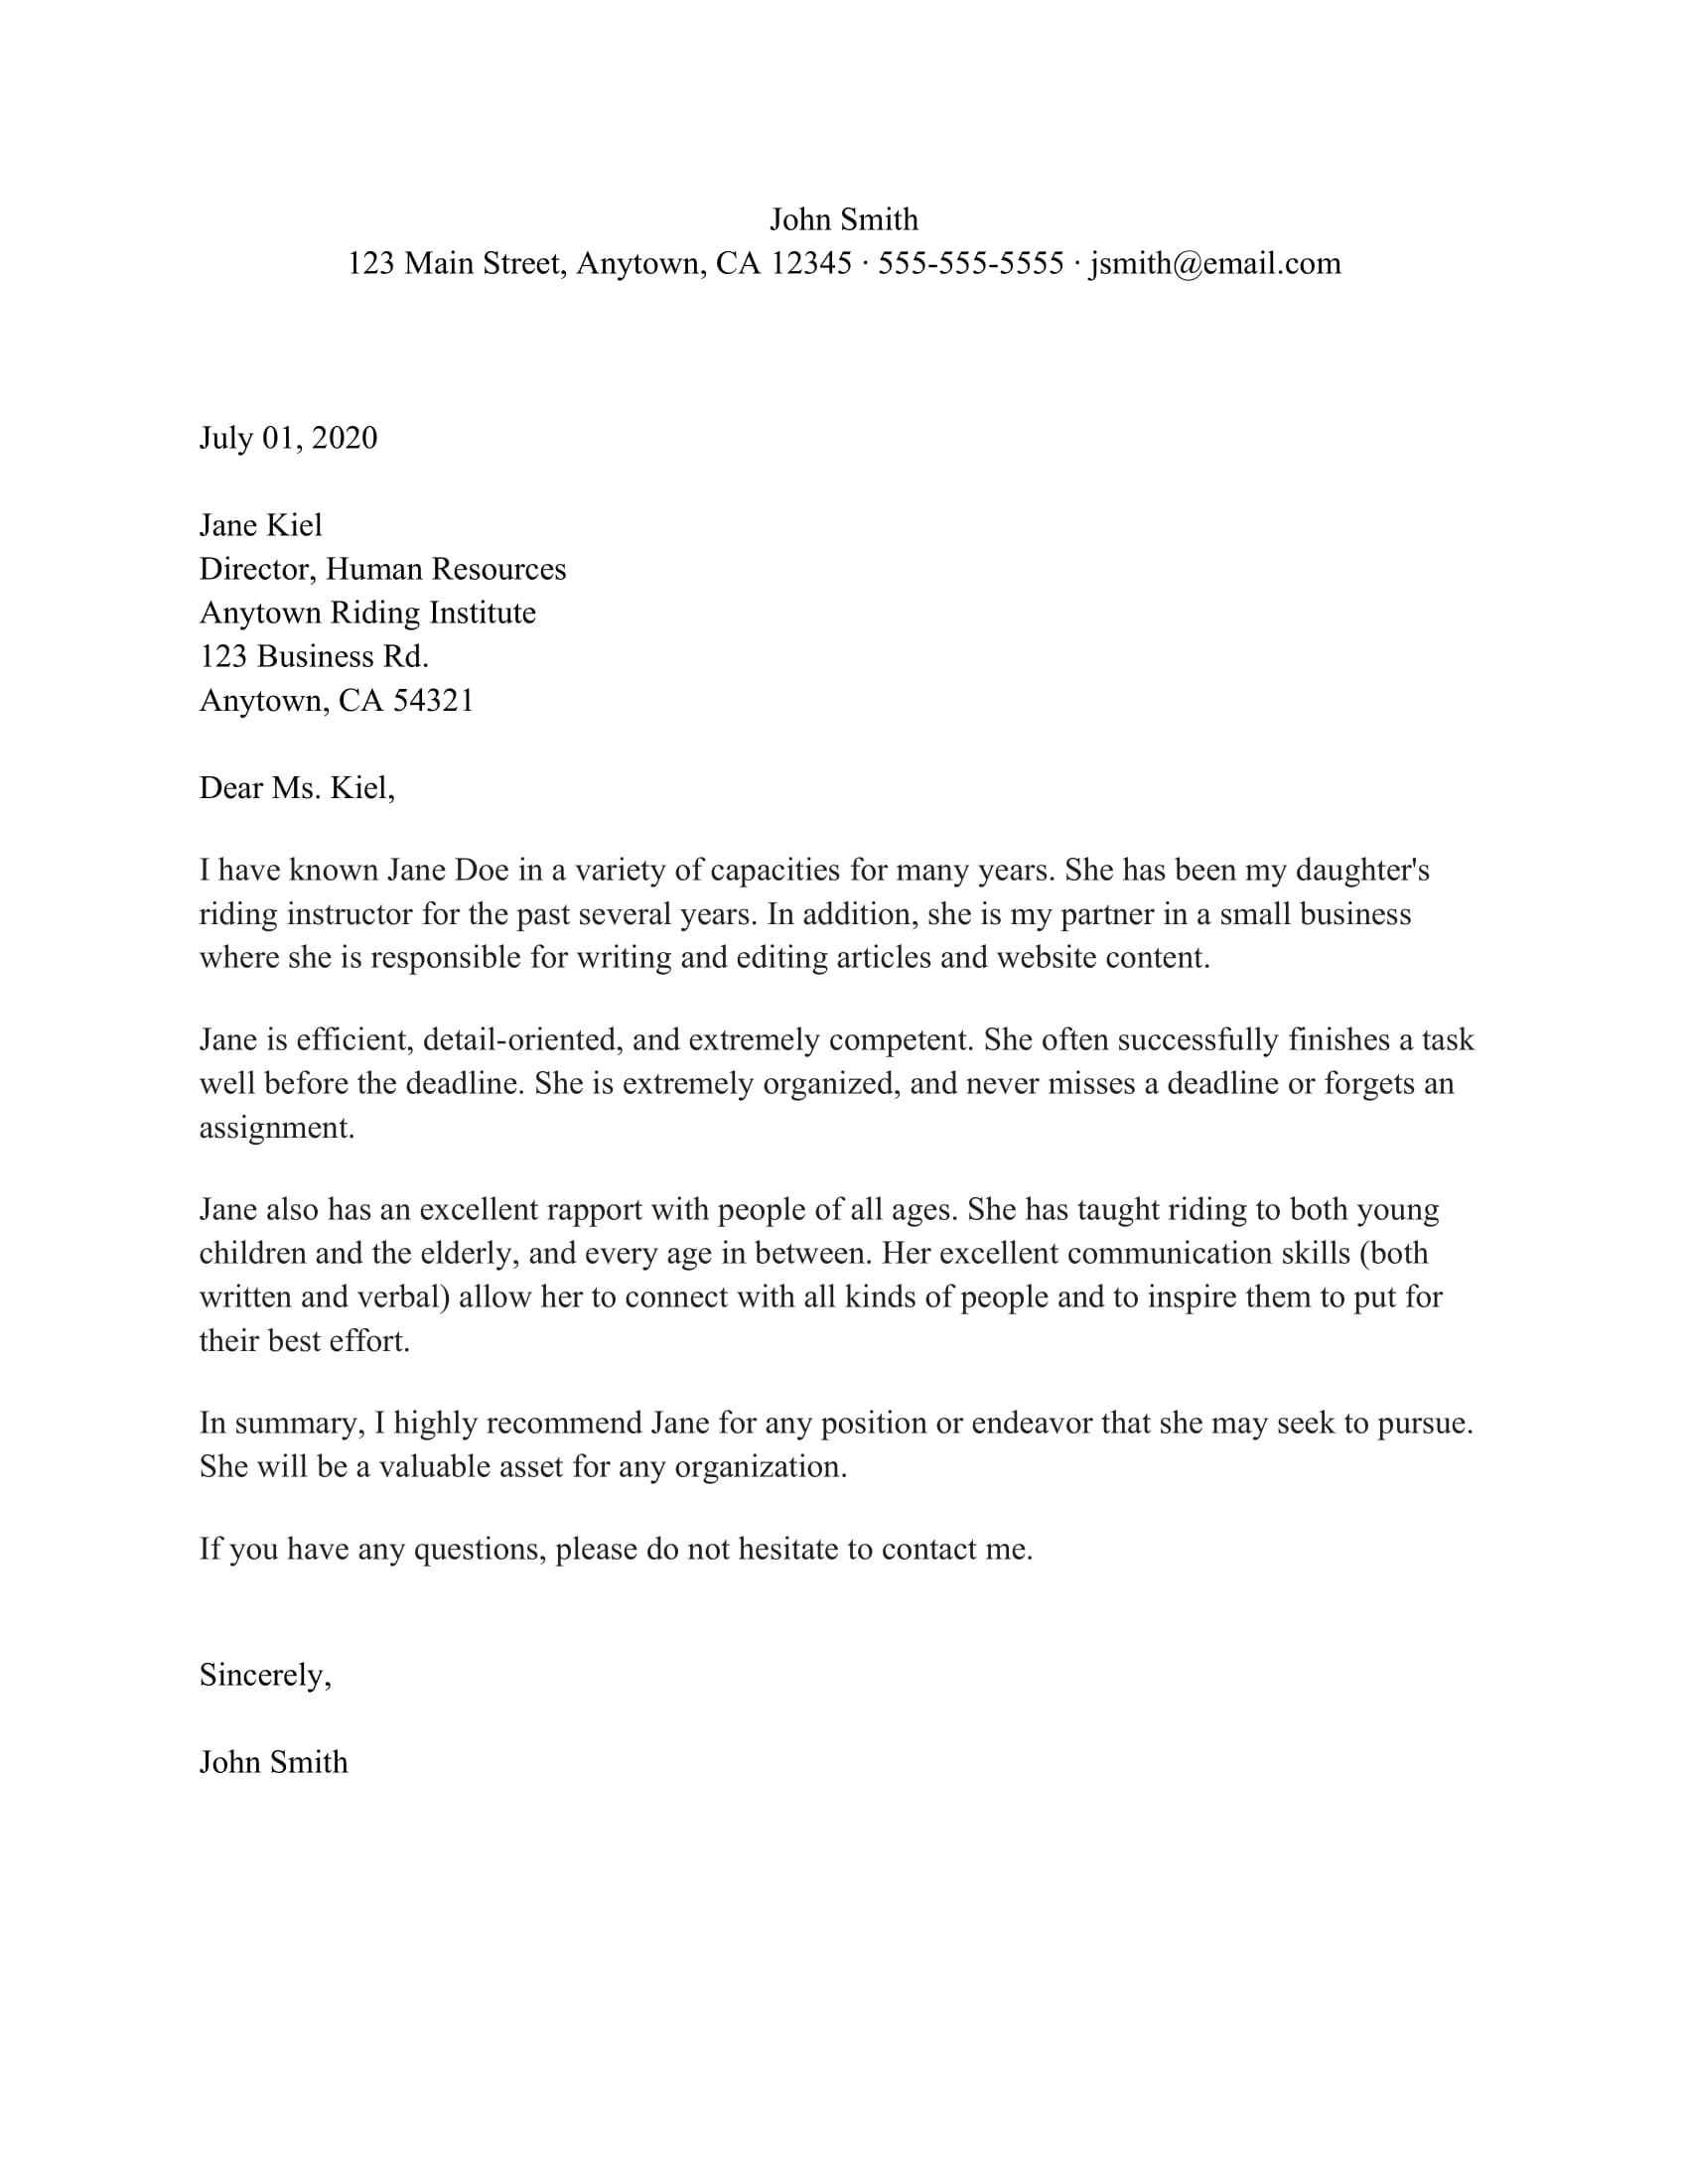 John Smith
123 Main Street, Anytown, CA 12345 · 555-555-5555 · jsmith@email.com
July 01, 2020
Jane Kiel
Director, Human Resources
Anytown Riding Institute
123 Business Rd.
Anytown, CA 54321
Dear Ms. Kiel,
I have known Jane Doe in a variety of capacities for many years. She has been my daughter's
riding instructor for the past several years. In addition, she is my partner in a small business
where she is responsible for writing and editing articles and website content.
Jane is efficient, detail-oriented, and extremely competent. She often successfully finishes a task
well before the deadline. She is extremely organized, and never misses a deadline or forgets an
assignment.
Jane also has an excellent rapport with people of all ages. She has taught riding to both young
children and the elderly, and every age in between. Her excellent communication skills (both
written and verbal) allow her to connect with all kinds of people and to inspire them to put for
their best effort.
In summary, I highly recommend Jane for any position or endeavor that she may seek to pursue.
She will be a valuable asset for any organization.
If you have any questions, please do not hesitate to contact me.
Sincerely,
John Smith